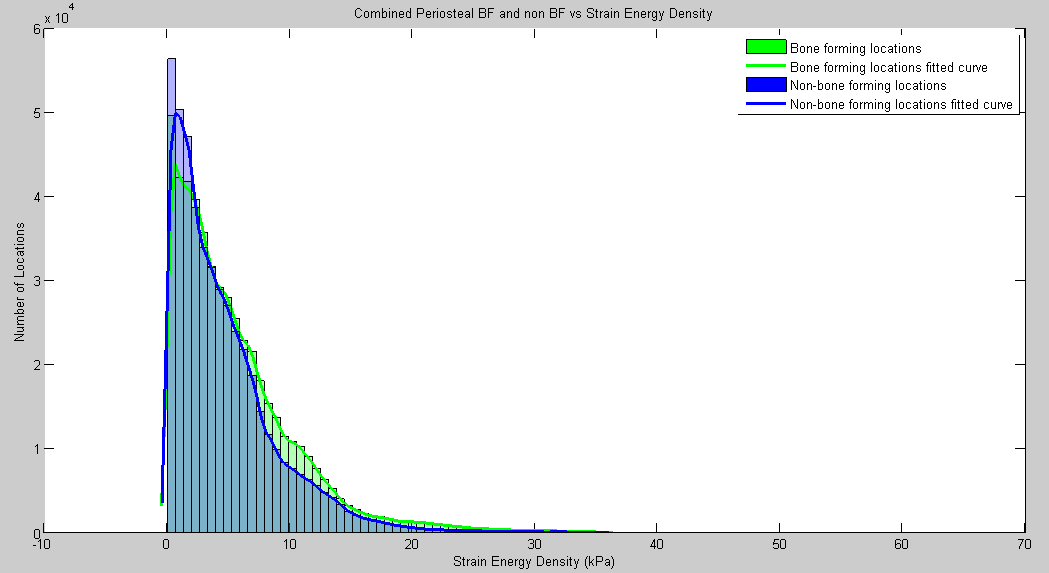 Combined Periosteal BF and non BF vs Strain Energy Density
x 10^4
6
5
4
3
2
1
0
Number of Locations
-10 0 10 20 30 40 50 60 70
Strain Energy Density (kPa)
Bone forming locations
Bone forming locations fitted curve
Non-bone forming locations
Non-bone forming locations fitted curve